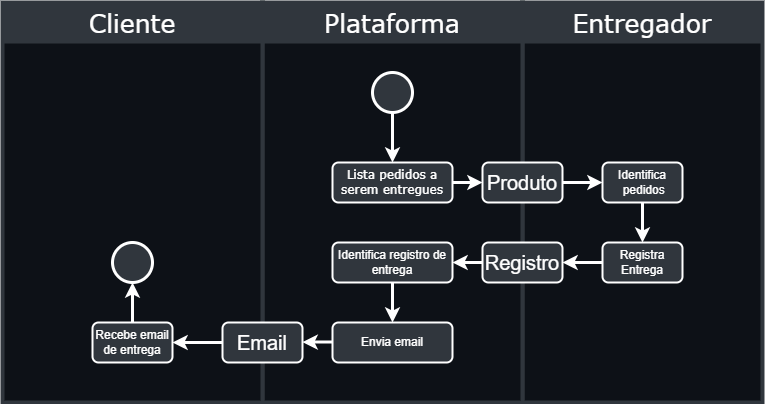 Cliente
Plataforma
Entregador
Lista pedidos a
serem entregues
Produto
Identifica
pedidos
Identifica registro de
entrega
Registro
Registra
Entrega
Recebe email
de entrega
Email
Envia email